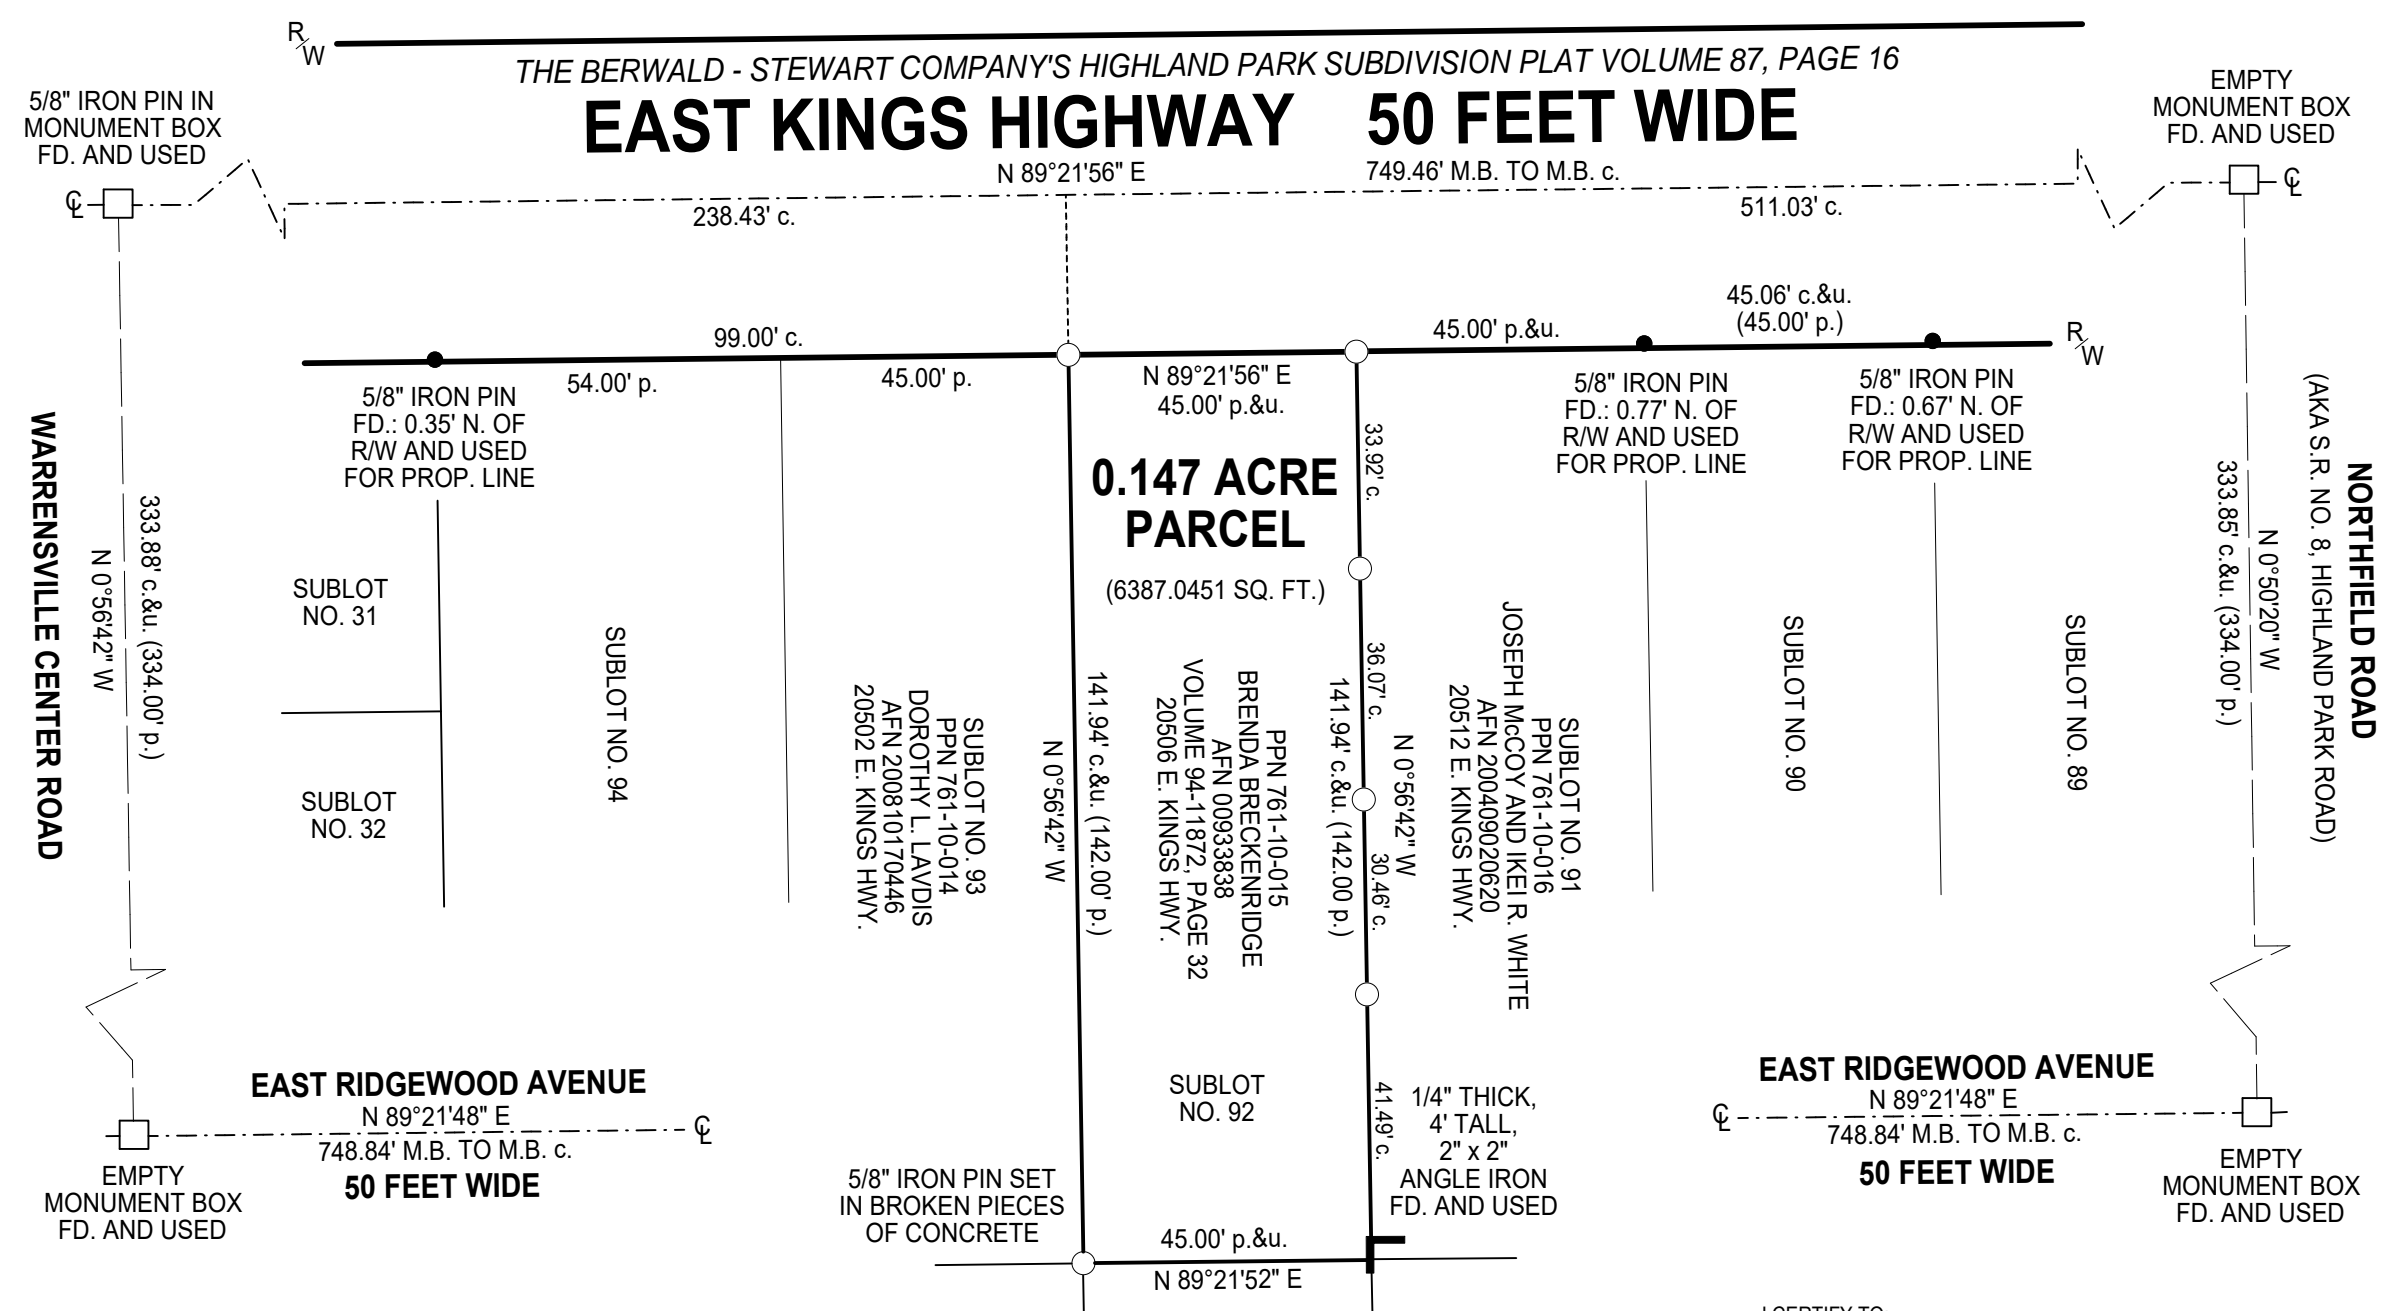 R/W
THE BERWALD - STEWART COMPANY'S HIGHLAND PARK SUBDIVISION PLAT VOLUME 87, PAGE 16
EAST KINGS HIGHWAY 50 FEET WIDE
5/8" IRON PIN IN
MONUMENT BOX
FD. AND USED
EMPTY
MONUMENT BOX
FD. AND USED
N 89°21'56" E
749.46' M.B. TO M.B. c.
℄
℄
238.43' c.
511.03' c.
99.00' c.
45.00' p.&u.
45.06' c.&u.
(45.00' p.)
R/W
54.00' p.
45.00' p.
N 89°21'56" E
45.00' p.&u.
5/8" IRON PIN
FD.: 0.35' N. OF
R/W AND USED
FOR PROP. LINE
5/8" IRON PIN
FD.: 0.77' N. OF
R/W AND USED
FOR PROP. LINE
5/8" IRON PIN
FD.: 0.67' N. OF
R/W AND USED
FOR PROP. LINE
0.147 ACRE
PARCEL
(6387.0451 SQ. FT.)
WARRENSVILLE CENTER ROAD
N 0°56'42" W
333.88' c.&u. (334.00' p.)
SUBLOT
NO. 31
SUBLOT
NO. 32
SUBLOT NO. 94
SUBLOT NO. 93
PPN 761-10-014
DOROTHY L. LAVDIS
AFN 200810170446
20502 E. KINGS HWY.
N 0°56'42" W
141.94' c.&u. (142.00' p.)
PPN 761-10-015
BRENDA BRECKENRIDGE
AFN 00933838
VOLUME 94-11872, PAGE 32
20506 E. KINGS HWY.
141.94' c.&u. (142.00 p.)
33.92' c.
36.07' c.
30.46' c.
41.49' c.
N 0°56'42" W
SUBLOT NO. 91
PPN 761-10-016
JOSEPH McCOY AND IKEI R. WHITE
AFN 200409020620
20512 E. KINGS HWY.
SUBLOT NO. 90
SUBLOT NO. 89
333.85' c.&u. (334.00' p.)
N 0°50'20" W
NORTHFIELD ROAD
(AKA S.R. NO. 8, HIGHLAND PARK ROAD)
EAST RIDGEWOOD AVENUE
N 89°21'48" E
℄
748.84' M.B. TO M.B. c.
50 FEET WIDE
EMPTY
MONUMENT BOX
FD. AND USED
SUBLOT
NO. 92
5/8" IRON PIN SET
IN BROKEN PIECES
OF CONCRETE
1/4" THICK,
4' TALL,
2" x 2"
ANGLE IRON
FD. AND USED
45.00' p.&u.
N 89°21'52" E
EAST RIDGEWOOD AVENUE
N 89°21'48" E
℄
748.84' M.B. TO M.B. c.
50 FEET WIDE
EMPTY
MONUMENT BOX
FD. AND USED
I CERTIFY TO